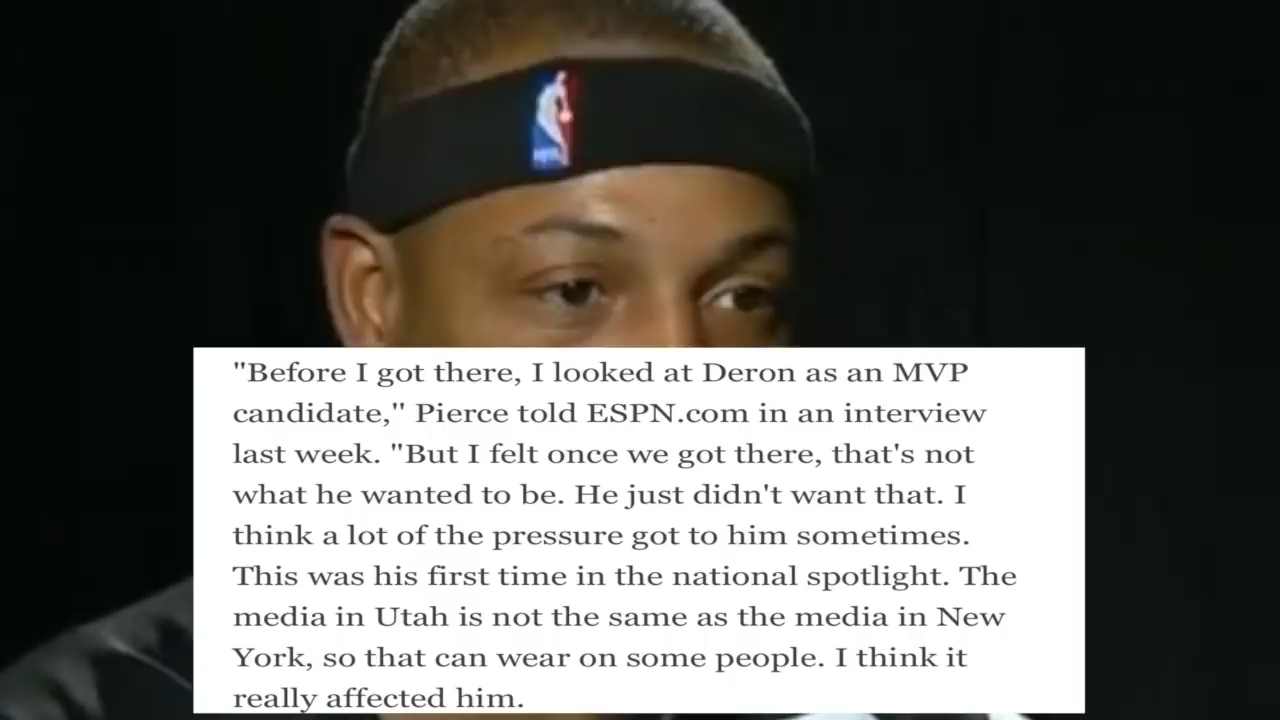 "Before I got there, I looked at Deron as an MVP
candidate," Pierce told ESPN.com in an interview
last week. "But I felt once we got there, that's not
what he wanted to be. He just didn't want that. I
think a lot of the pressure got to him sometimes.
This was his first time in the national spotlight. The
media in Utah is not the same as the media in New
York, so that can wear on some people. I think it
really affected him.